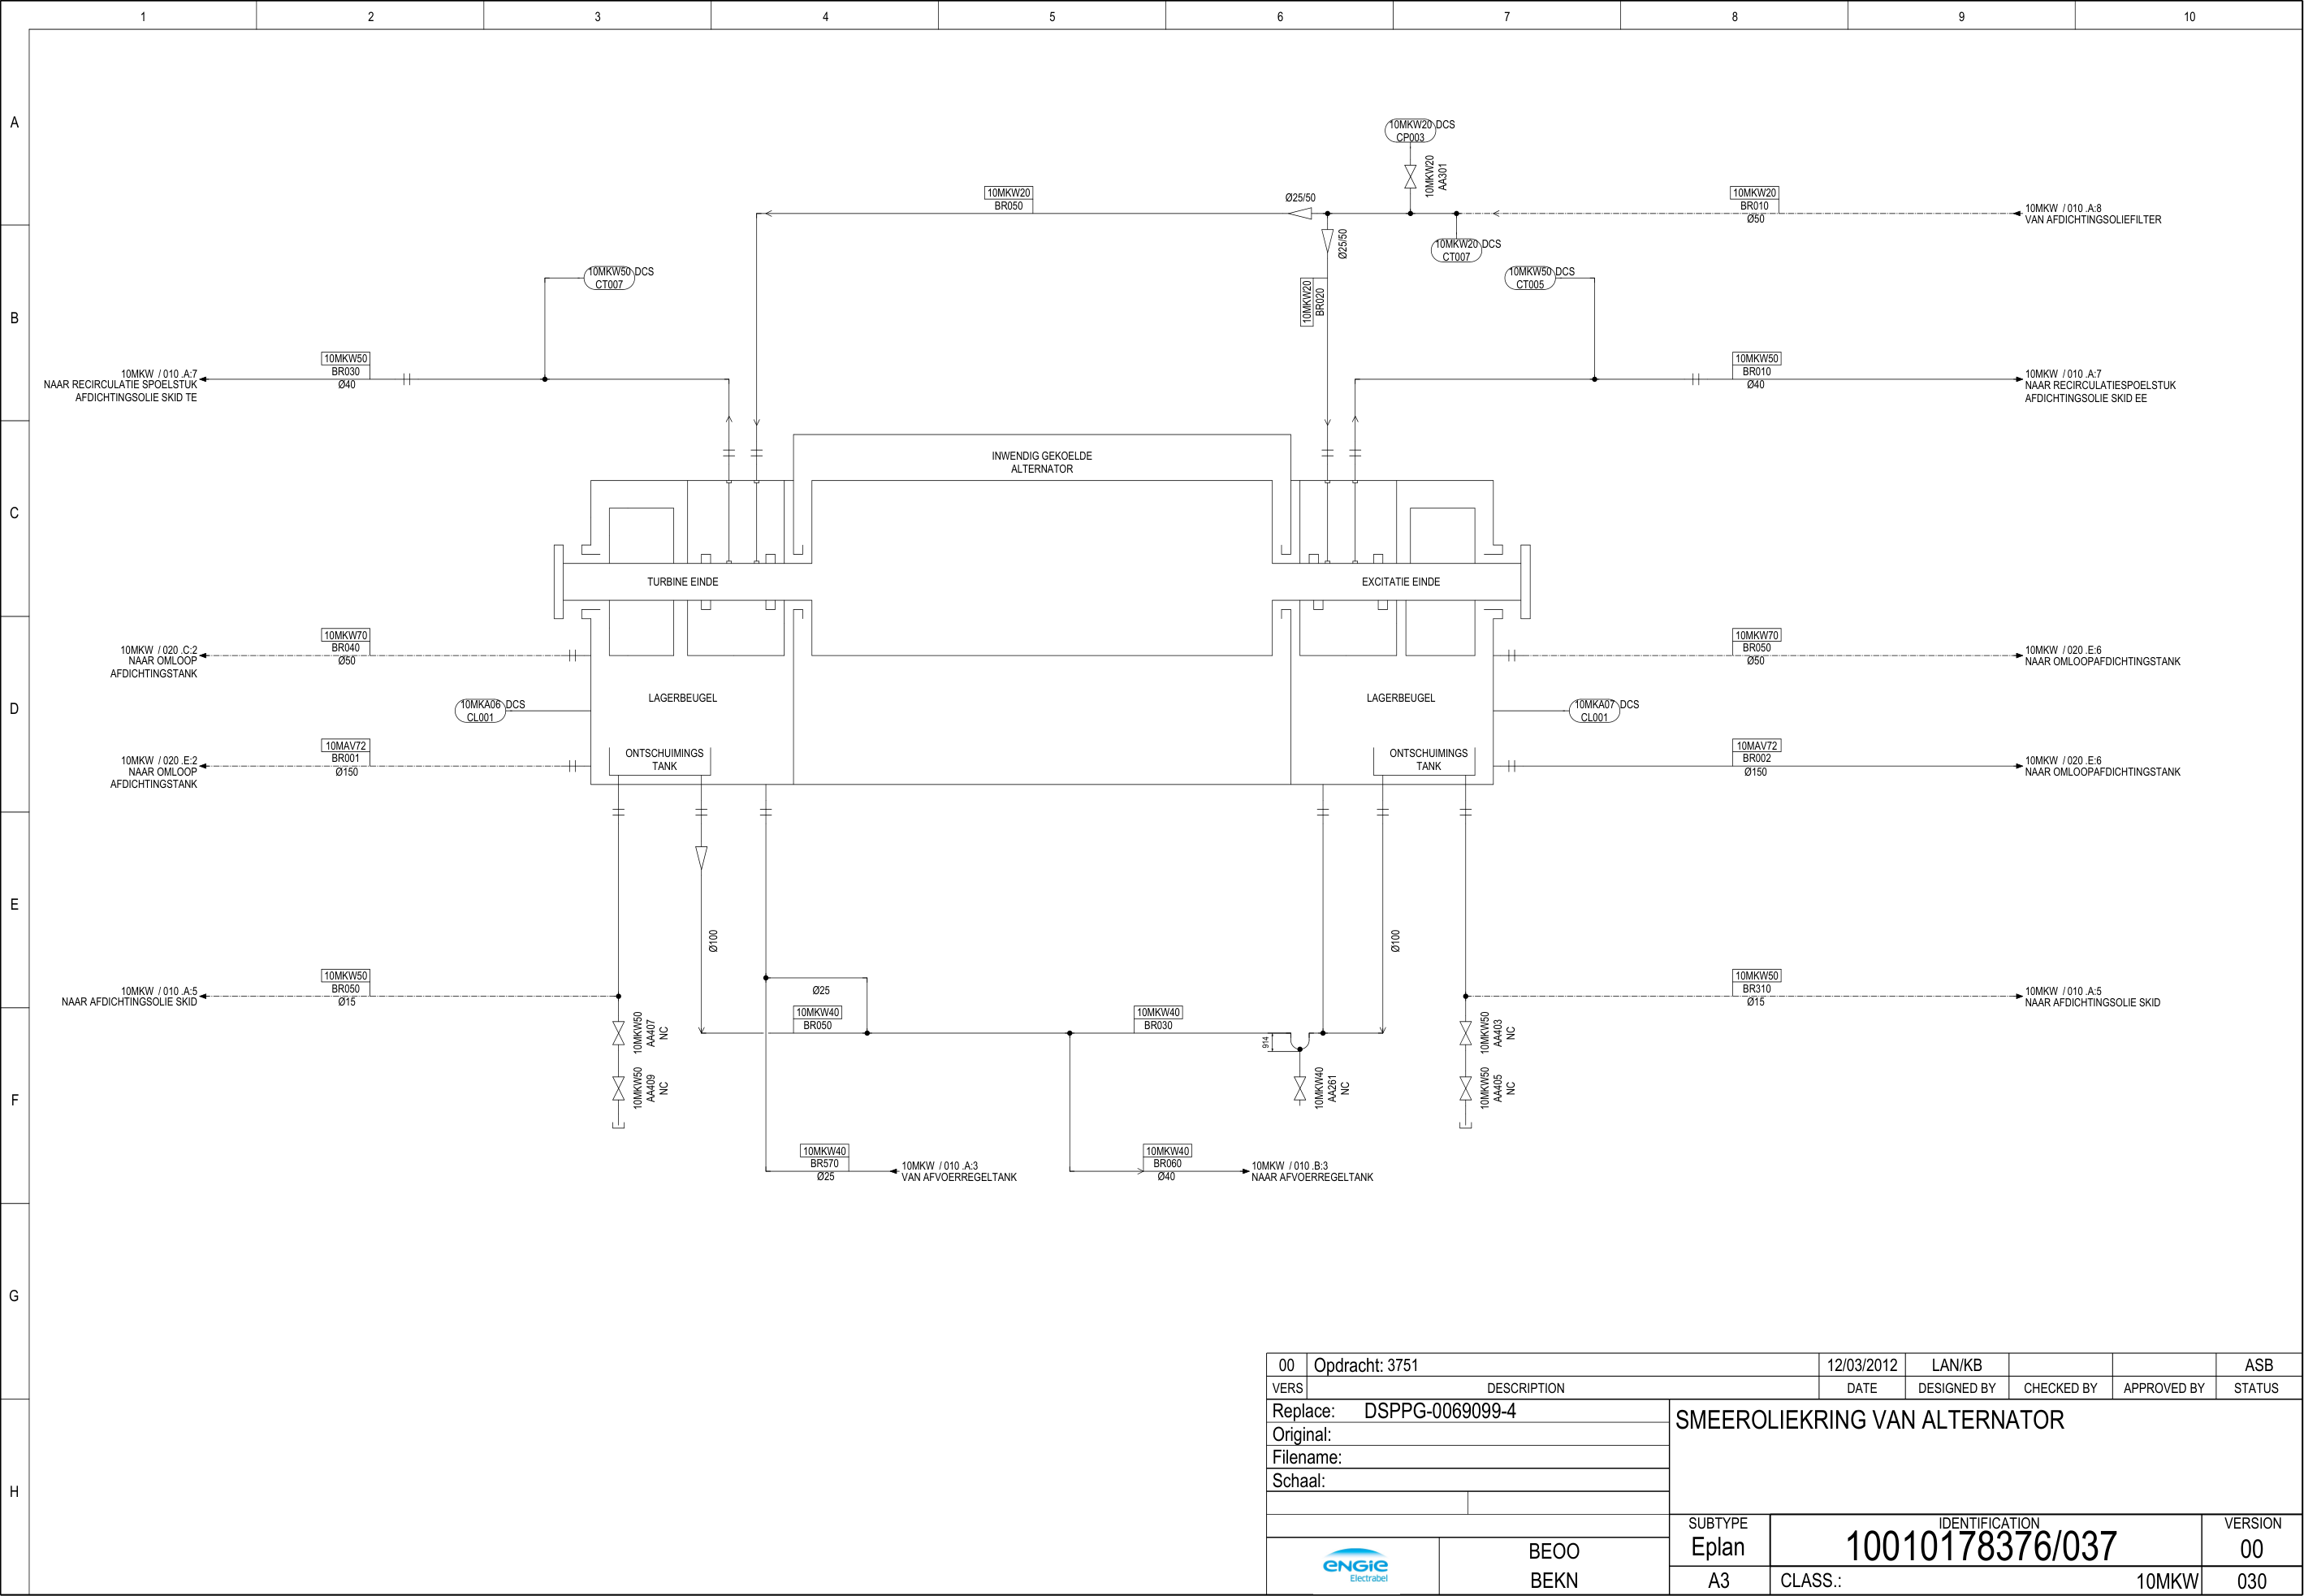 1 2 3 4 5 6 7 8 9 10
A
B
C
D
E
F
G
H
10MKW20 DCS
CP003
10MKW20
AA301
10MKW20
BR050
Ø25/50
10MKW20
BR010
Ø50
10MKW / 010 .A:8
VAN AFDICHTINGSOLIEFILTER
Ø25/50
10MKW20 DCS
CT007
10MKW50 DCS
CT007
10MKW50 DCS
CT005
10MKW20
BR020
10MKW / 010 .A:7
NAAR RECIRCULATIE SPOELSTUK
AFDICHTINGSOLIE SKID TE
10MKW50
BR030
Ø40
10MKW50
BR010
Ø40
10MKW / 010 .A:7
NAAR RECIRCULATIESPOELSTUK
AFDICHTINGSOLIE SKID EE
INWENDIG GEKOELDE
ALTERNATOR
TURBINE EINDE
EXCITATIE EINDE
10MKW / 020 .C:2
NAAR OMLOOP
AFDICHTINGSTANK
10MKW70
BR040
Ø50
10MKW70
BR050
Ø50
10MKW / 020 .E:6
NAAR OMLOOPAFDICHTINGSTANK
LAGERBEUGEL
LAGERBEUGEL
10MKA06 DCS
CL001
10MKA07 DCS
CL001
10MKW / 020 .E:2
NAAR OMLOOP
AFDICHTINGSTANK
10MAV72
BR001
Ø150
ONTSCHUIMINGS
TANK
ONTSCHUIMINGS
TANK
10MAV72
BR002
Ø150
10MKW / 020 .E:6
NAAR OMLOOPAFDICHTINGSTANK
Ø100
Ø100
10MKW / 010 .A:5
NAAR AFDICHTINGSOLIE SKID
10MKW50
BR050
Ø15
Ø25
10MKW40
BR050
10MKW40
BR030
914
10MKW50
BR310
Ø15
10MKW / 010 .A:5
NAAR AFDICHTINGSOLIE SKID
10MKW50
AA407
NC
10MKW50
AA409
NC
10MKW40
AA261
NC
10MKW50
AA403
NC
10MKW50
AA405
NC
10MKW40
BR570
Ø25
10MKW / 010 .A:3
VAN AFVOERREGELTANK
10MKW40
BR060
Ø40
10MKW / 010 .B:3
NAAR AFVOERREGELTANK
00 Opdracht: 3751 12/03/2012 LAN/KB ASB
VERS DESCRIPTION DATE DESIGNED BY CHECKED BY APPROVED BY STATUS
Replace: DSPPG-0069099-4
Original:
Filename:
Schaal:
SMEEROLIEKRING VAN ALTERNATOR
ENGIE
Electrabel
BEOO
BEKN
SUBTYPE
Eplan
A3
IDENTIFICATION
10010178376/037
CLASS.: 10MKW
VERSION
00
030